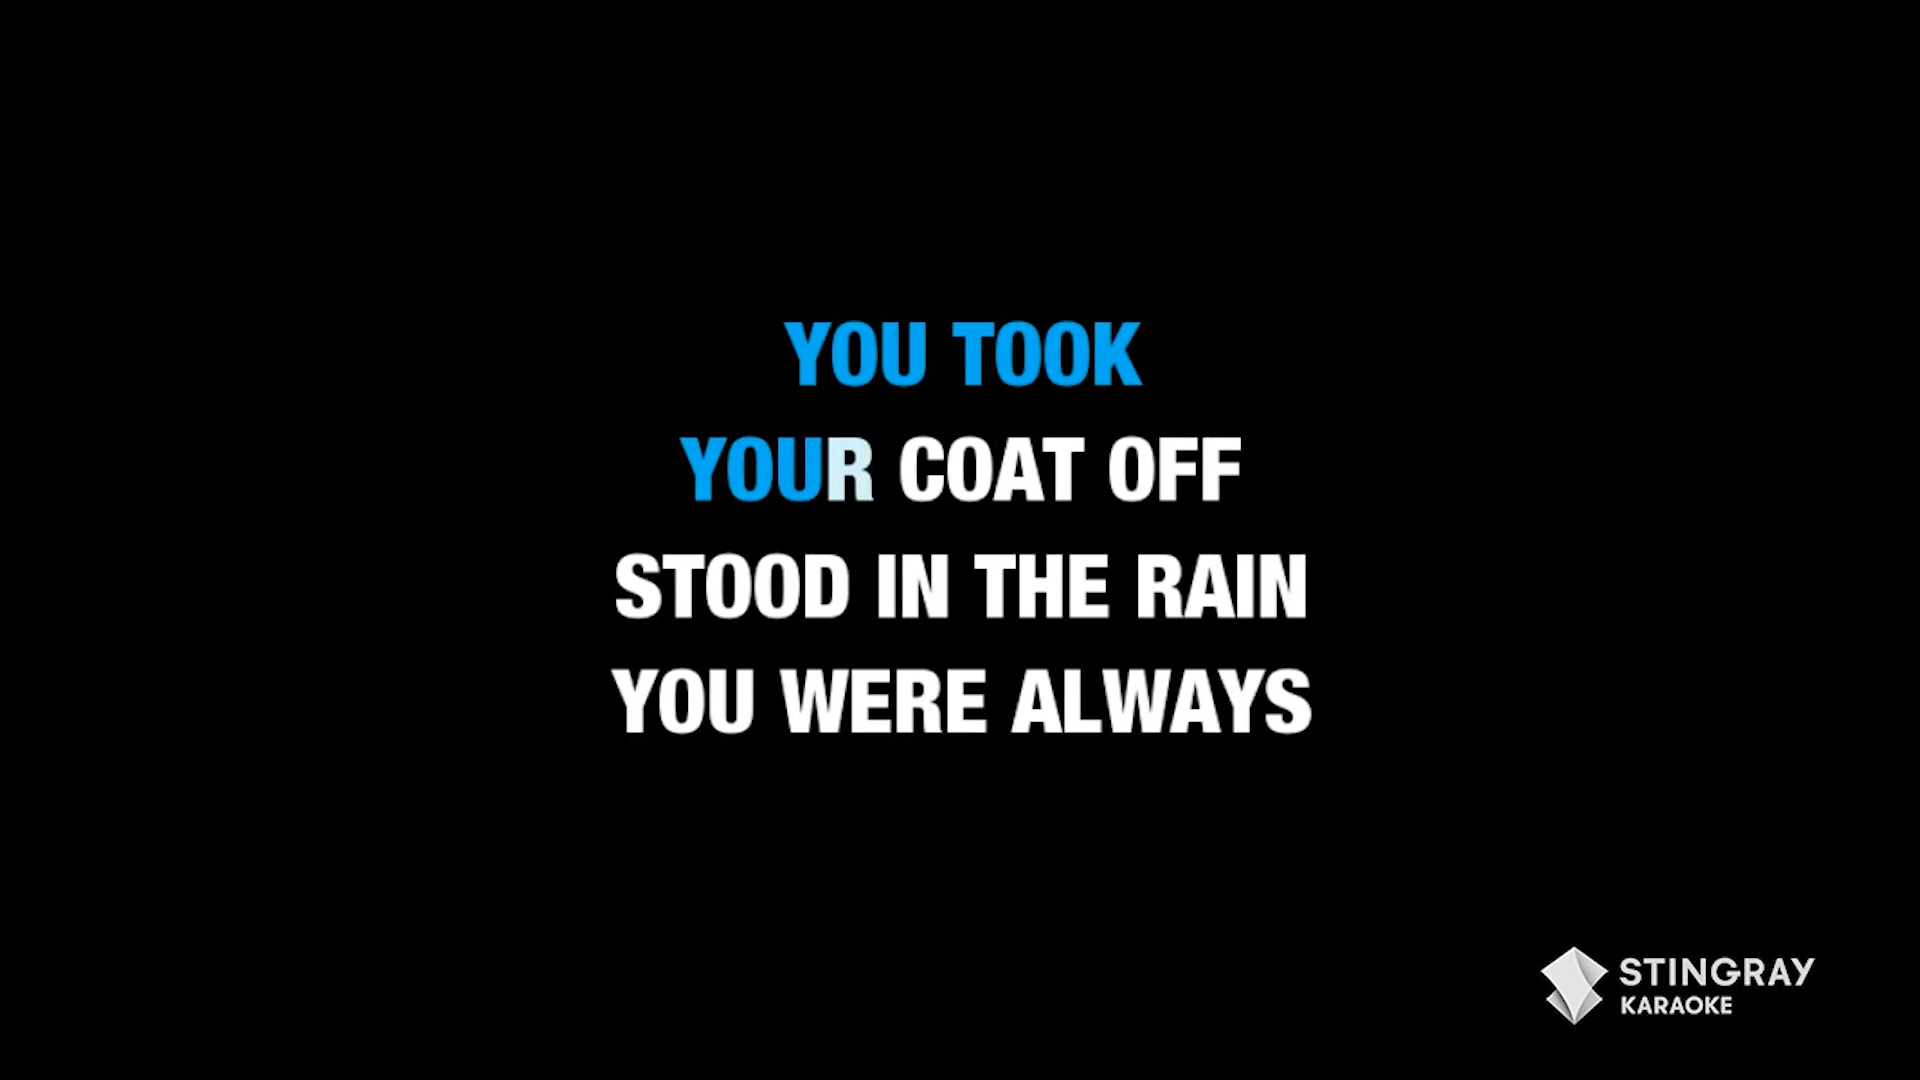 YOU TOOK
YOUR COAT OFF
STOOD IN THE RAIN
YOU WERE ALWAYS
STINGRAY
KARAOKE